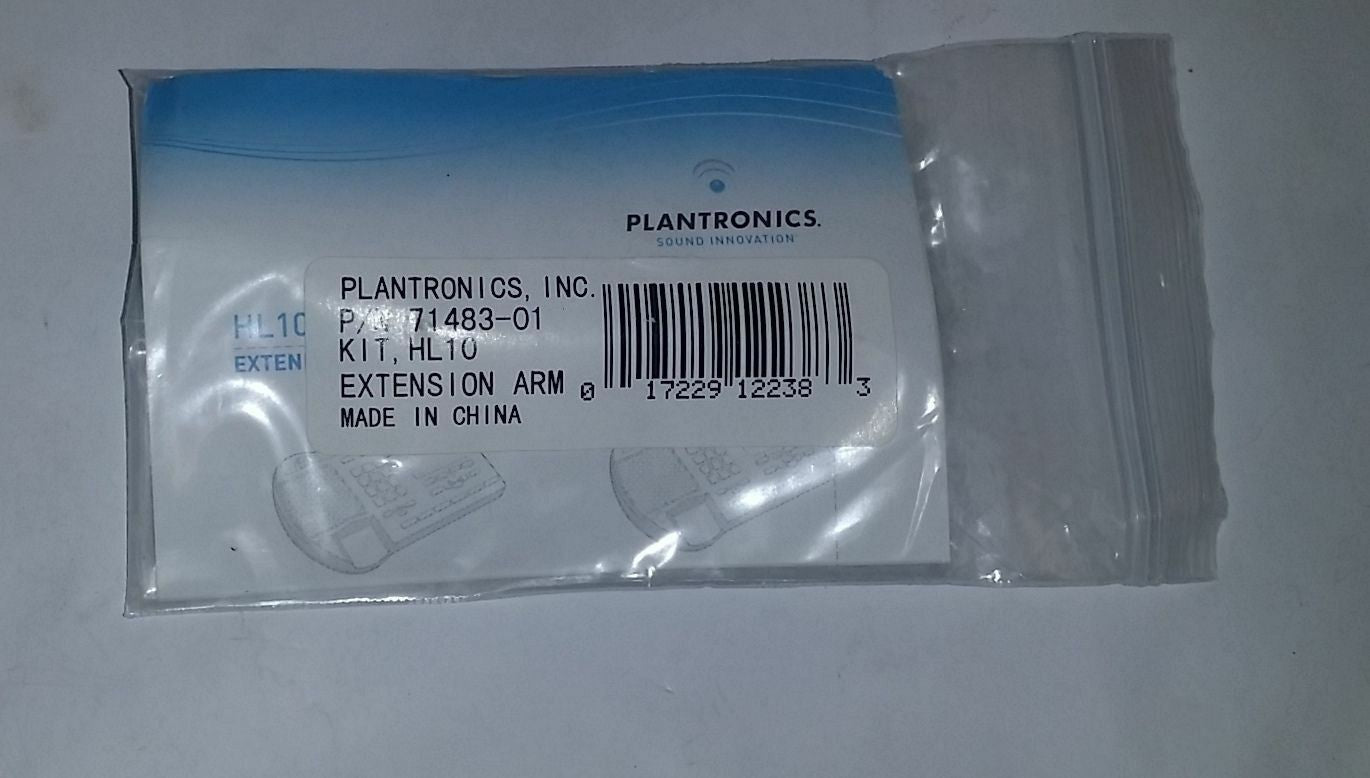 PLANTRONICS.
SOUND INNOVATION
HL10
EXTEN
PLANTRONICS, INC.
P/N 71483-01
KIT, HL10
EXTENSION ARM
MADE IN CHINA
0 17229 12238 3